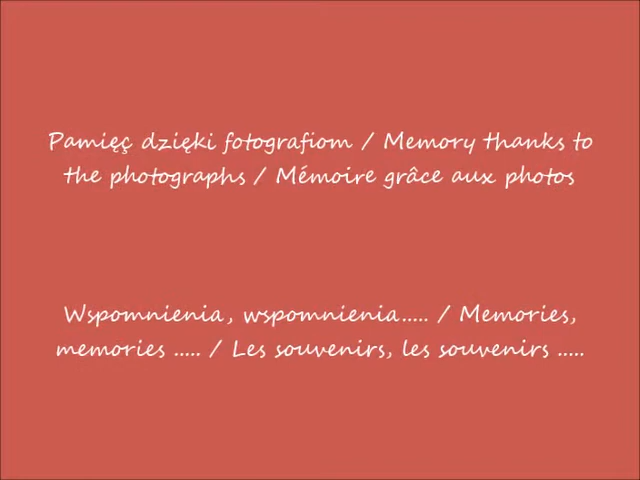 Pamięç dzięki fotografiom / Memory thanks to
the photographs / Mémoire grâce aux photos
Wspomnienia, wspomnienia..... / Memories,
memories ..... / Les souvenirs, les souvenirs .....